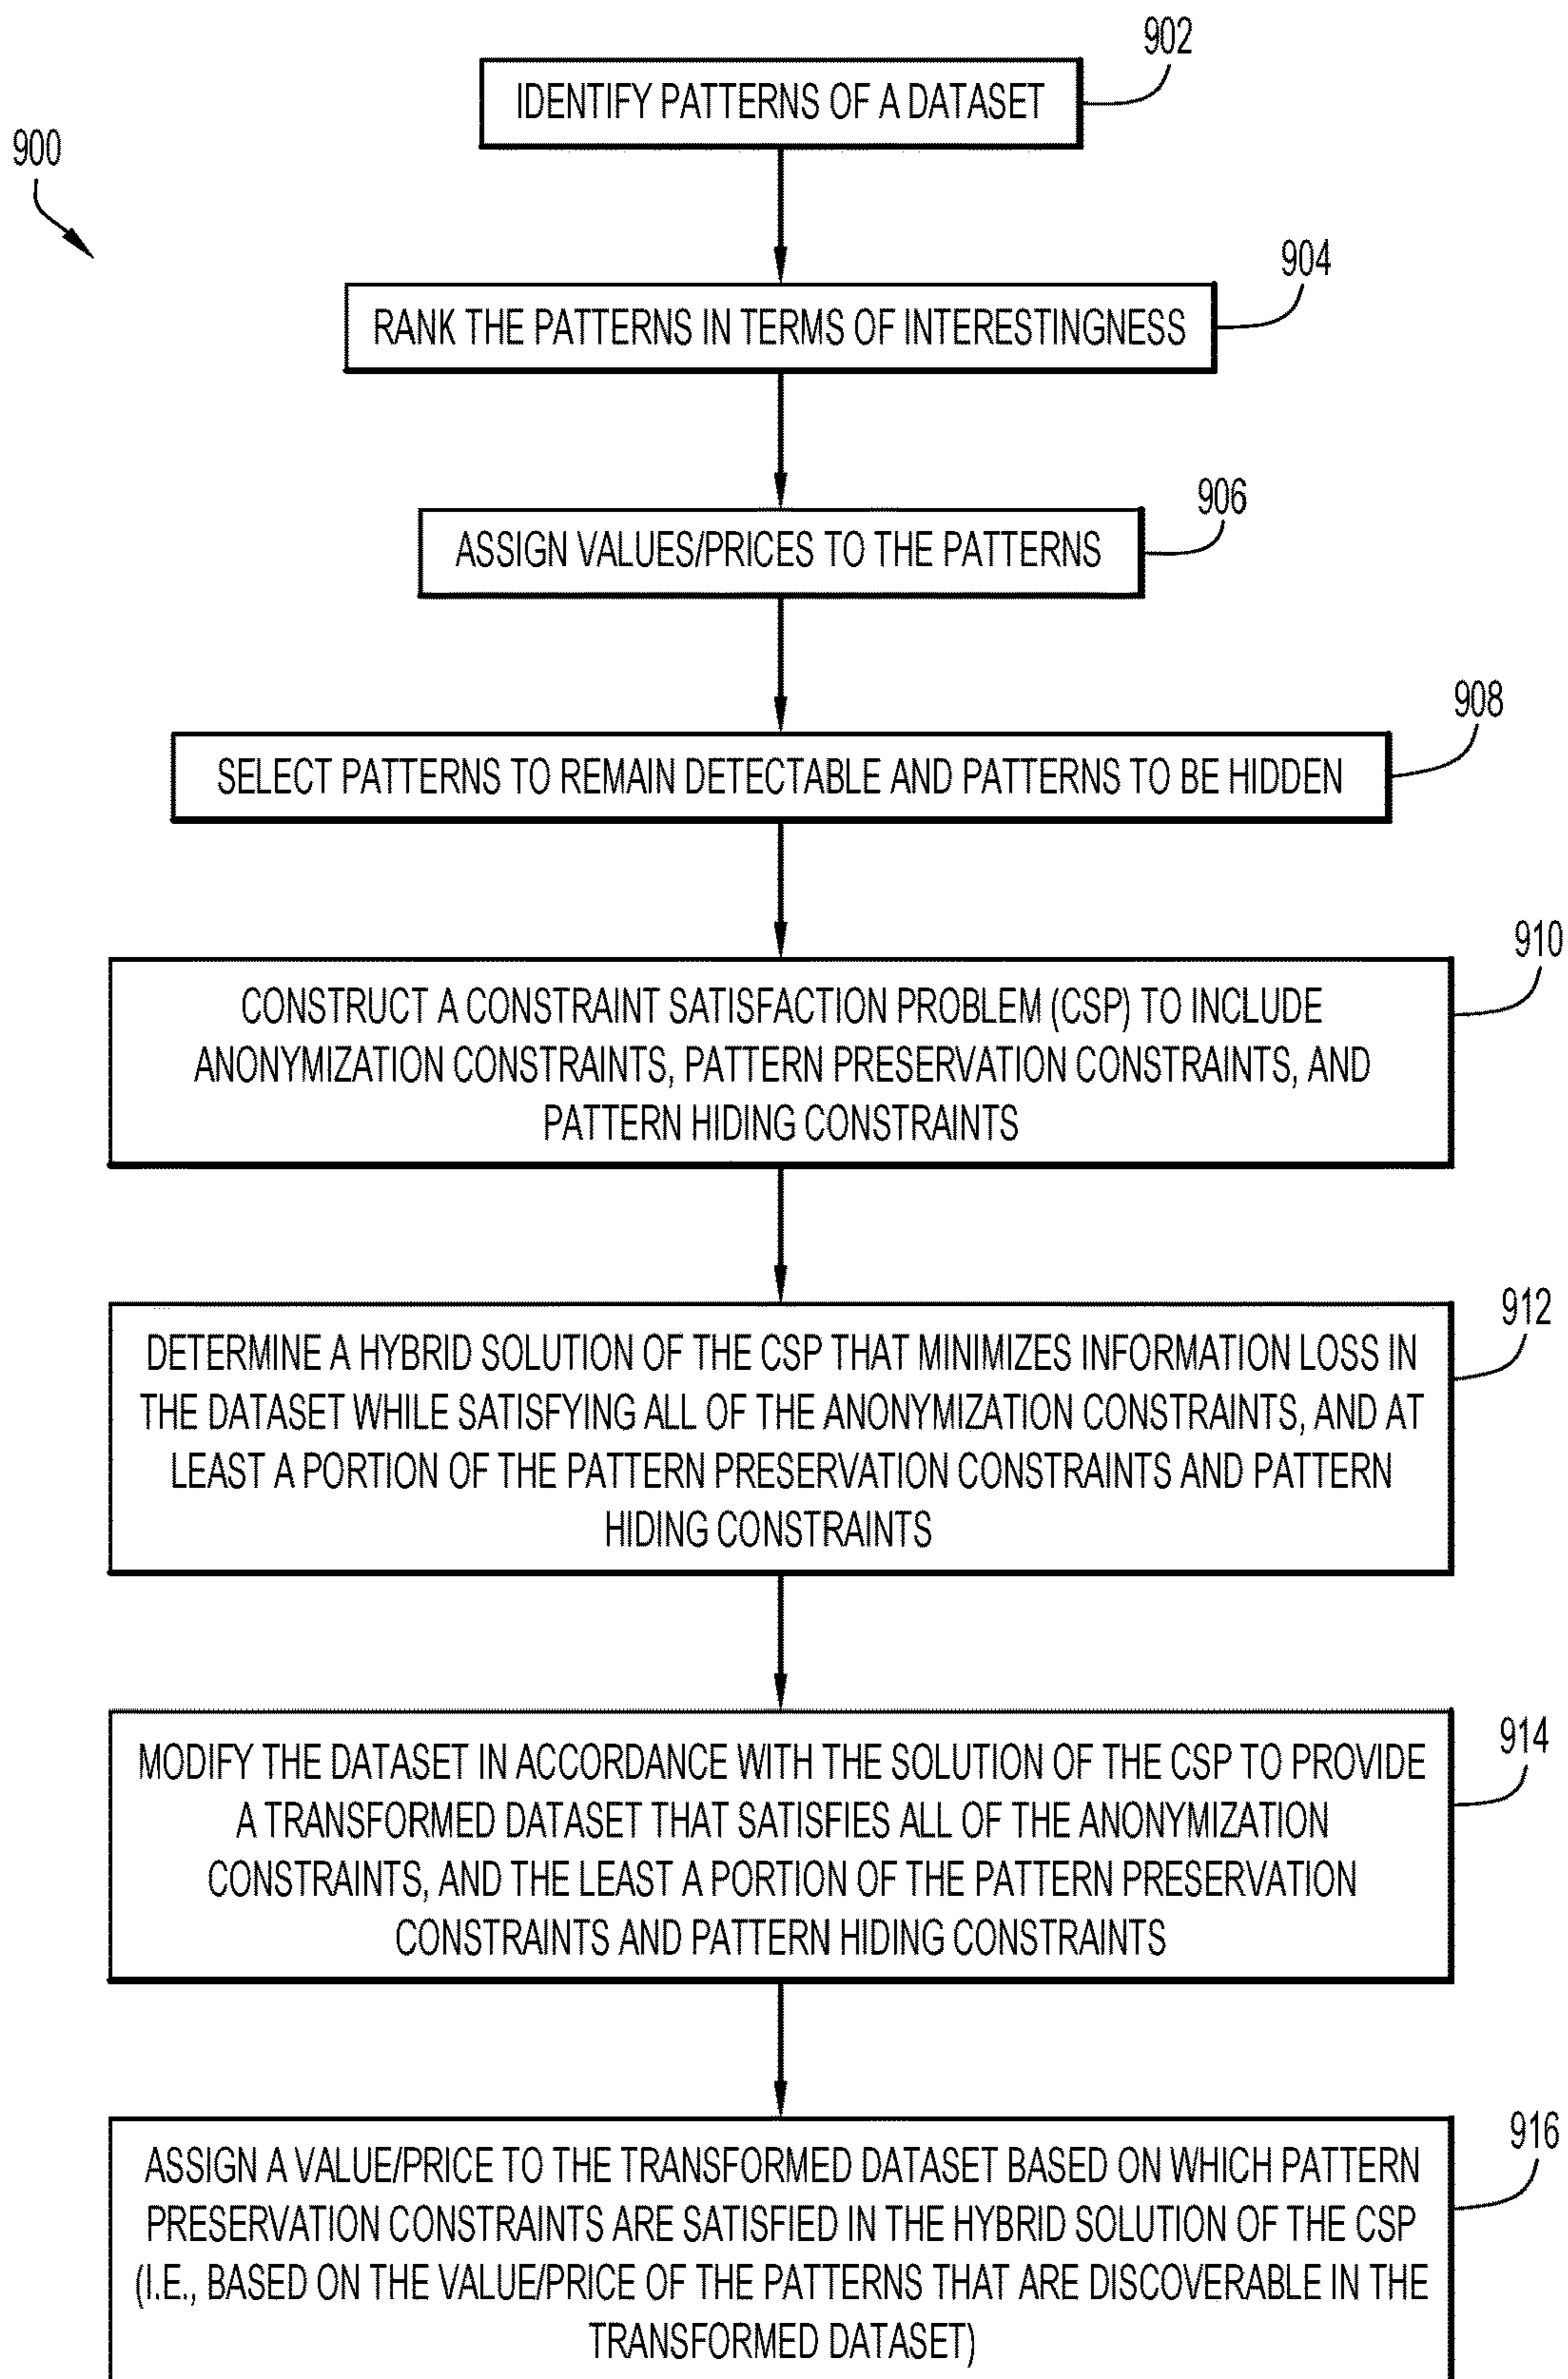 902
IDENTIFY PATTERNS OF A DATASET
900
904
RANK THE PATTERNS IN TERMS OF INTERESTINGNESS
906
ASSIGN VALUES/PRICES TO THE PATTERNS
908
SELECT PATTERNS TO REMAIN DETECTABLE AND PATTERNS TO BE HIDDEN
910
CONSTRUCT A CONSTRAINT SATISFACTION PROBLEM (CSP) TO INCLUDE
ANONYMIZATION CONSTRAINTS, PATTERN PRESERVATION CONSTRAINTS, AND
PATTERN HIDING CONSTRAINTS
912
DETERMINE A HYBRID SOLUTION OF THE CSP THAT MINIMIZES INFORMATION LOSS IN
THE DATASET WHILE SATISFYING ALL OF THE ANONYMIZATION CONSTRAINTS, AND AT
LEAST A PORTION OF THE PATTERN PRESERVATION CONSTRAINTS AND PATTERN
HIDING CONSTRAINTS
914
MODIFY THE DATASET IN ACCORDANCE WITH THE SOLUTION OF THE CSP TO PROVIDE
A TRANSFORMED DATASET THAT SATISFIES ALL OF THE ANONYMIZATION
CONSTRAINTS, AND THE LEAST A PORTION OF THE PATTERN PRESERVATION
CONSTRAINTS AND PATTERN HIDING CONSTRAINTS
916
ASSIGN A VALUE/PRICE TO THE TRANSFORMED DATASET BASED ON WHICH PATTERN
PRESERVATION CONSTRAINTS ARE SATISFIED IN THE HYBRID SOLUTION OF THE CSP
(I.E., BASED ON THE VALUE/PRICE OF THE PATTERNS THAT ARE DISCOVERABLE IN THE
TRANSFORMED DATASET)